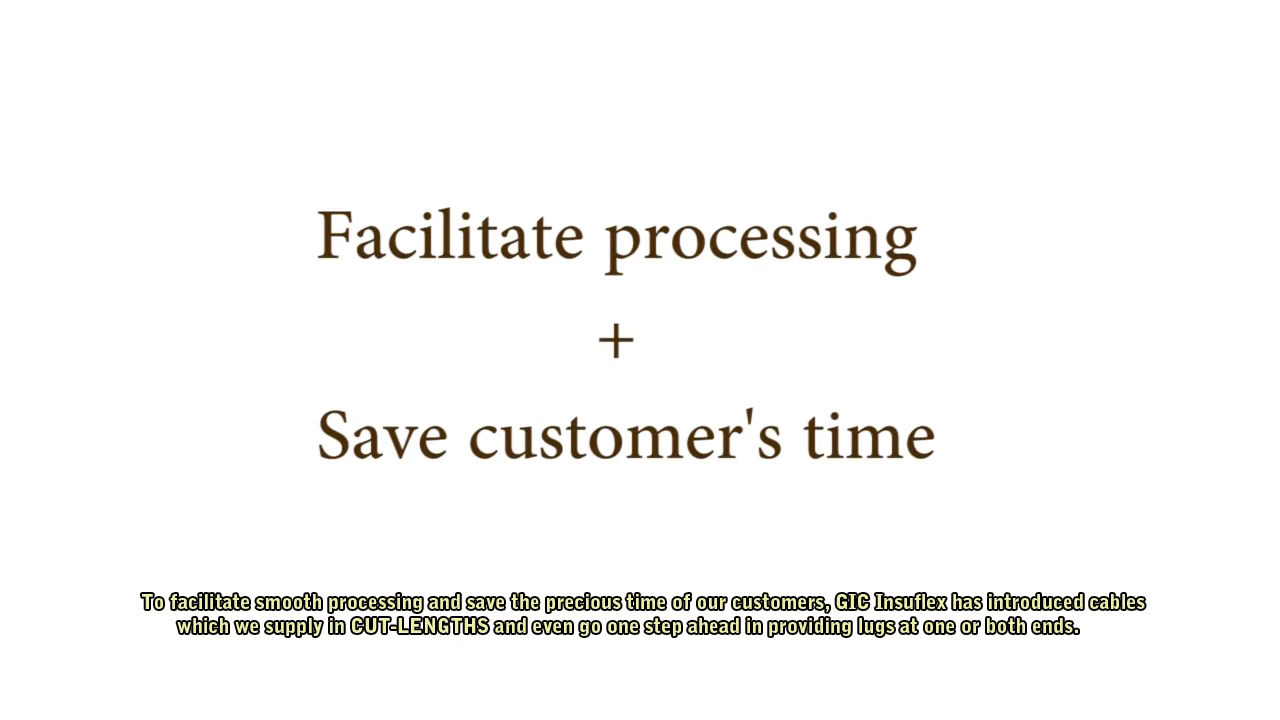 Facilitate processing
+
Save customer's time
To facilitate smooth processing and save the precious time of our customers, GIC Insuflex has introduced cables
which we supply in CUT-LENGTHS and even go one step ahead in providing lugs at one or both ends.